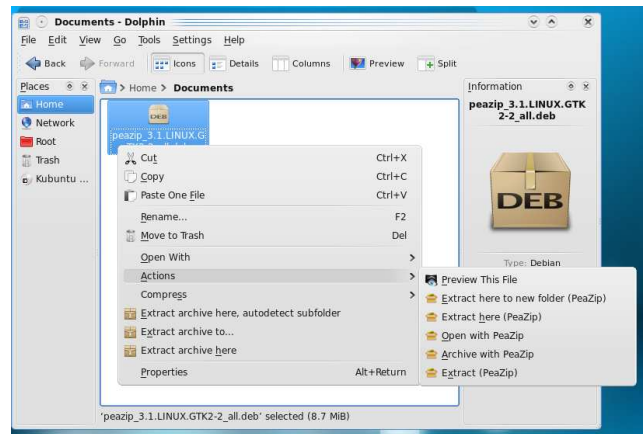 Documents - Dolphin
File Edit View Go Tools Settings Help
Back Forward Icons Details Columns Preview Split
Places
Home
Network
Root
Trash
Kubuntu ...
> Home > Documents
DEB
peazip_3.1.LINUX.G
Cut Ctrl+X
Copy Ctrl+C
Paste One File Ctrl+V
Rename... F2
Move to Trash Del
Open With >
Actions >
Compress >
Extract archive here, autodetect subfolder
Extract archive to...
Extract archive here
Properties Alt+Return
Preview This File
Extract here to new folder (PeaZip)
Extract here (PeaZip)
Open with PeaZip
Archive with PeaZip
Extract (PeaZip)
Information
peazip_3.1.LINUX.GTK
2-2_all.deb
DEB
Type: Debian
'peazip_3.1.LINUX.GTK2-2_all.deb' selected (8.7 MiB)